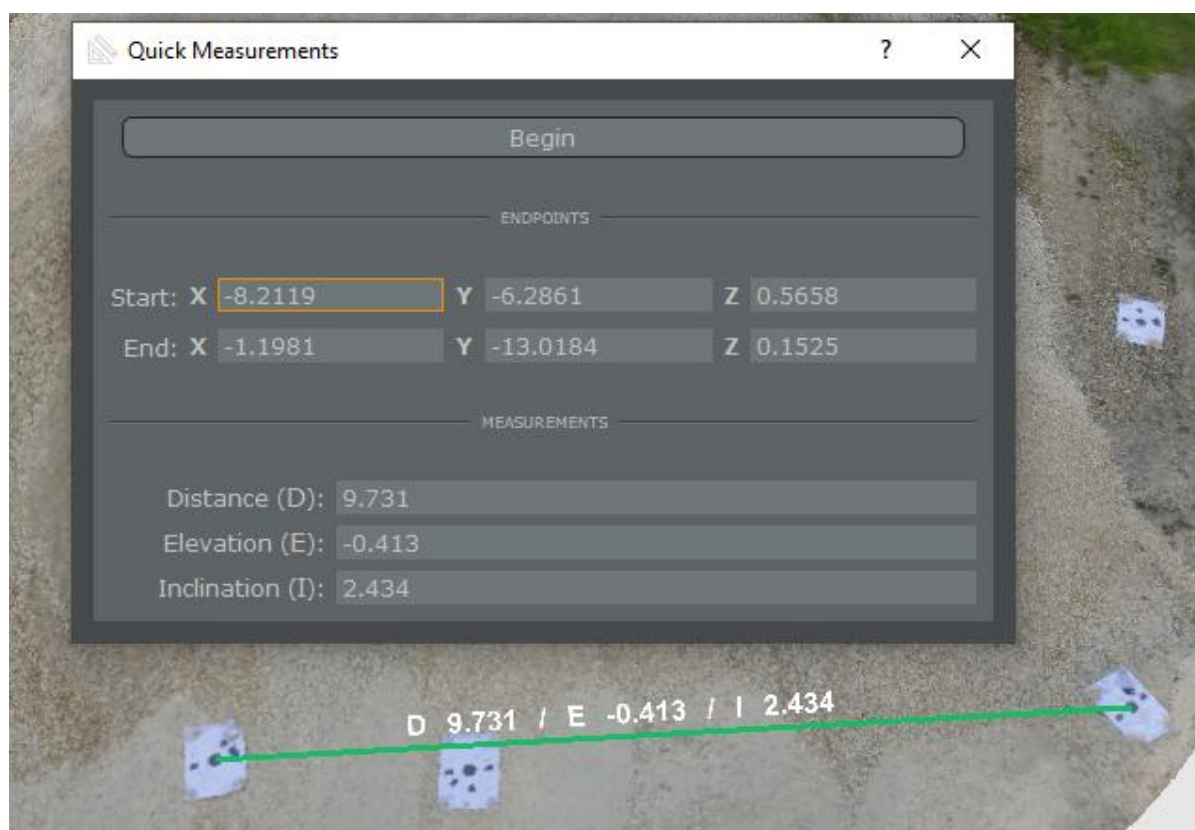 Quick Measurements ? X
Begin
ENDPOINTS
Start: X -8.2119 Y -6.2861 Z 0.5658
End: X -1.1981 Y -13.0184 Z 0.1525
MEASUREMENTS
Distance (D): 9.731
Elevation (E): -0.413
Inclination (I): 2.434
D 9.731 / E -0.413 / I 2.434